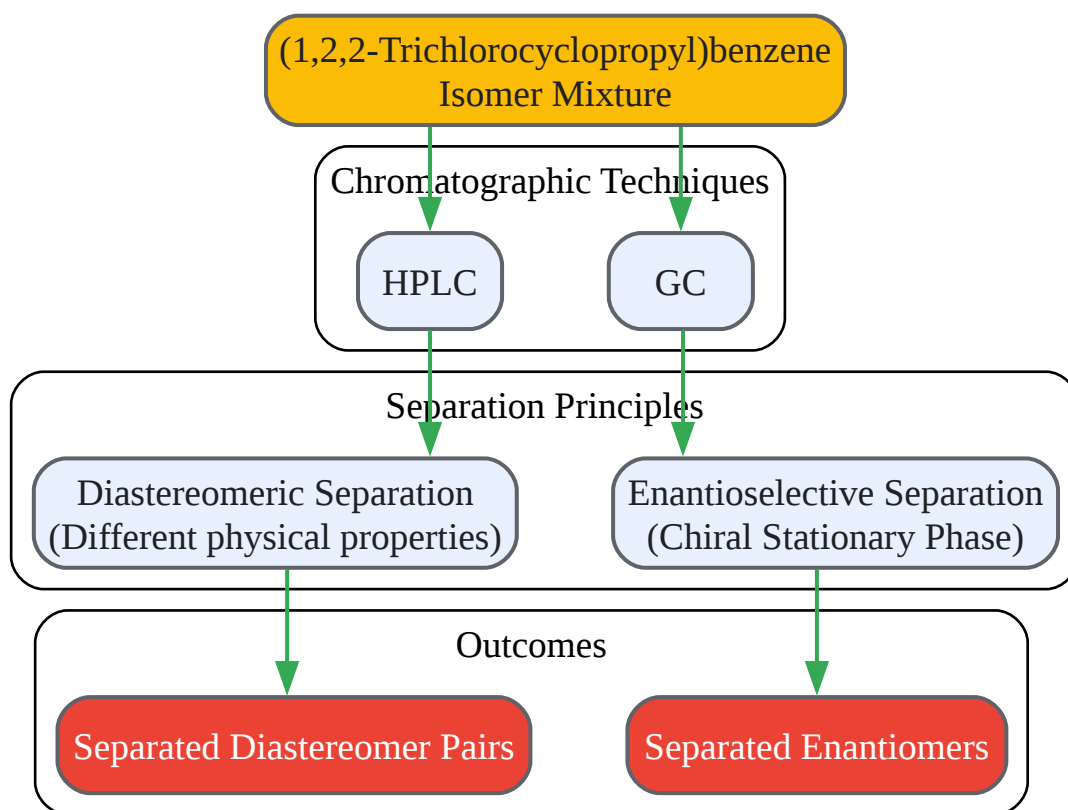 (1,2,2-Trichlorocyclopropyl)benzene
Isomer Mixture
Chromatographic Techniques
HPLC
GC
Separation Principles
Diastereomeric Separation
(Different physical properties)
Enantioselective Separation
(Chiral Stationary Phase)
Outcomes
Separated Diastereomer Pairs
Separated Enantiomers